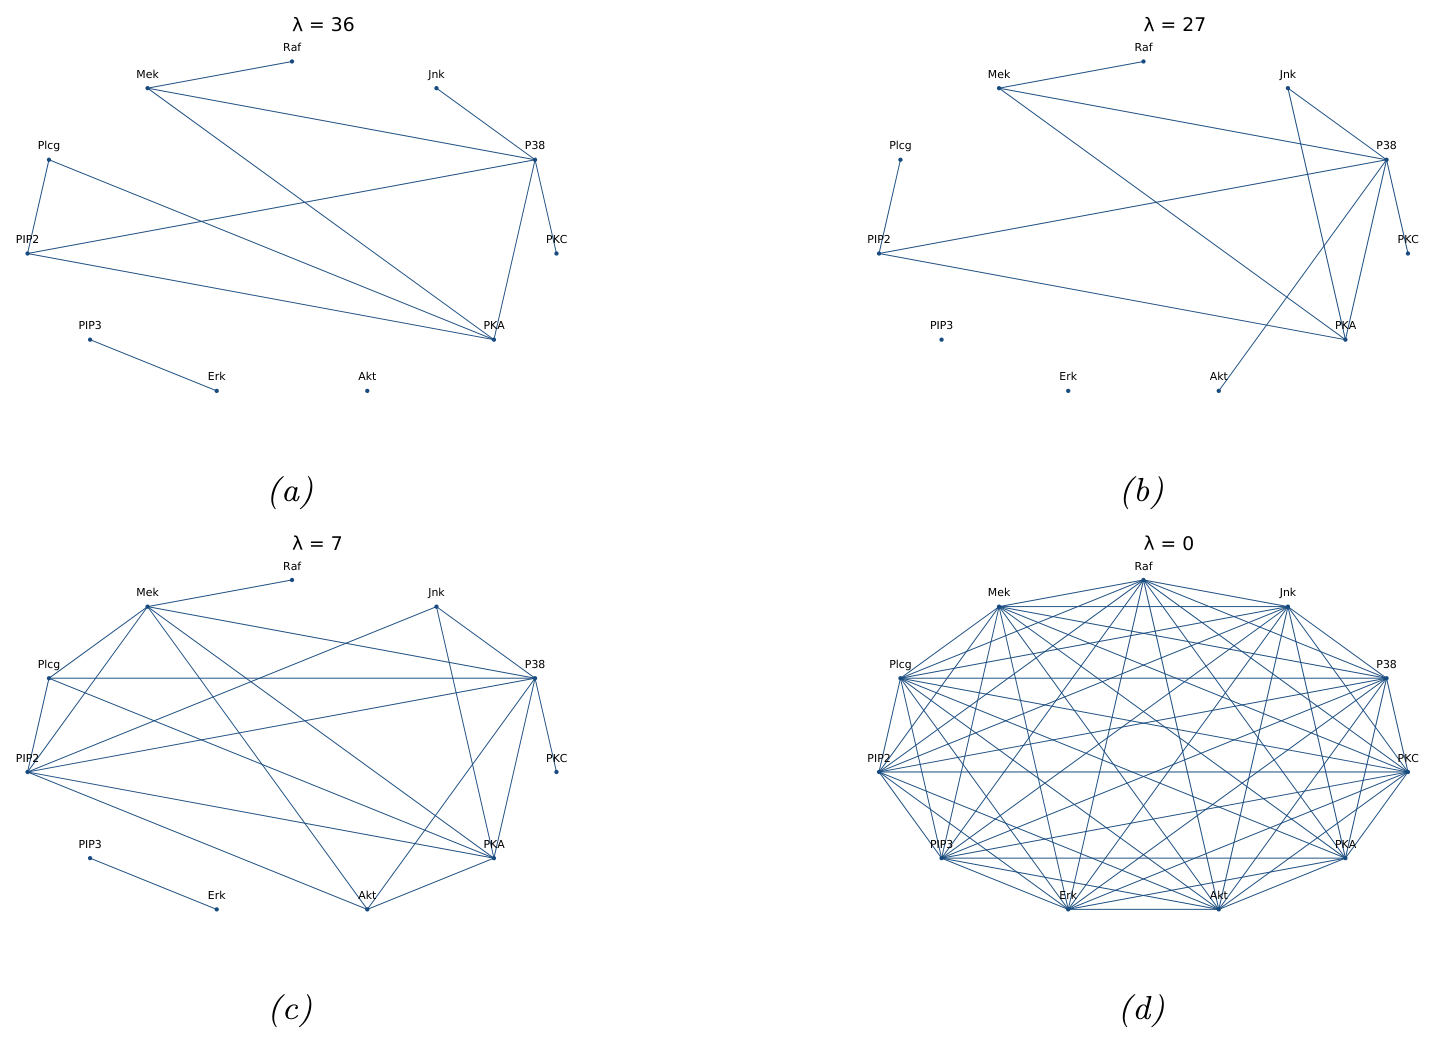 λ = 36
Raf
Mek
Jnk
Plcg
P38
PIP2
PKC
PIP3
PKA
Erk
Akt
(a)
λ = 27
Raf
Mek
Jnk
Plcg
P38
PIP2
PKC
PIP3
PKA
Erk
Akt
(b)
λ = 7
Raf
Mek
Jnk
Plcg
P38
PIP2
PKC
PIP3
PKA
Erk
Akt
(c)
λ = 0
Raf
Mek
Jnk
Plcg
P38
PIP2
PKC
PIP3
PKA
Erk
Akt
(d)